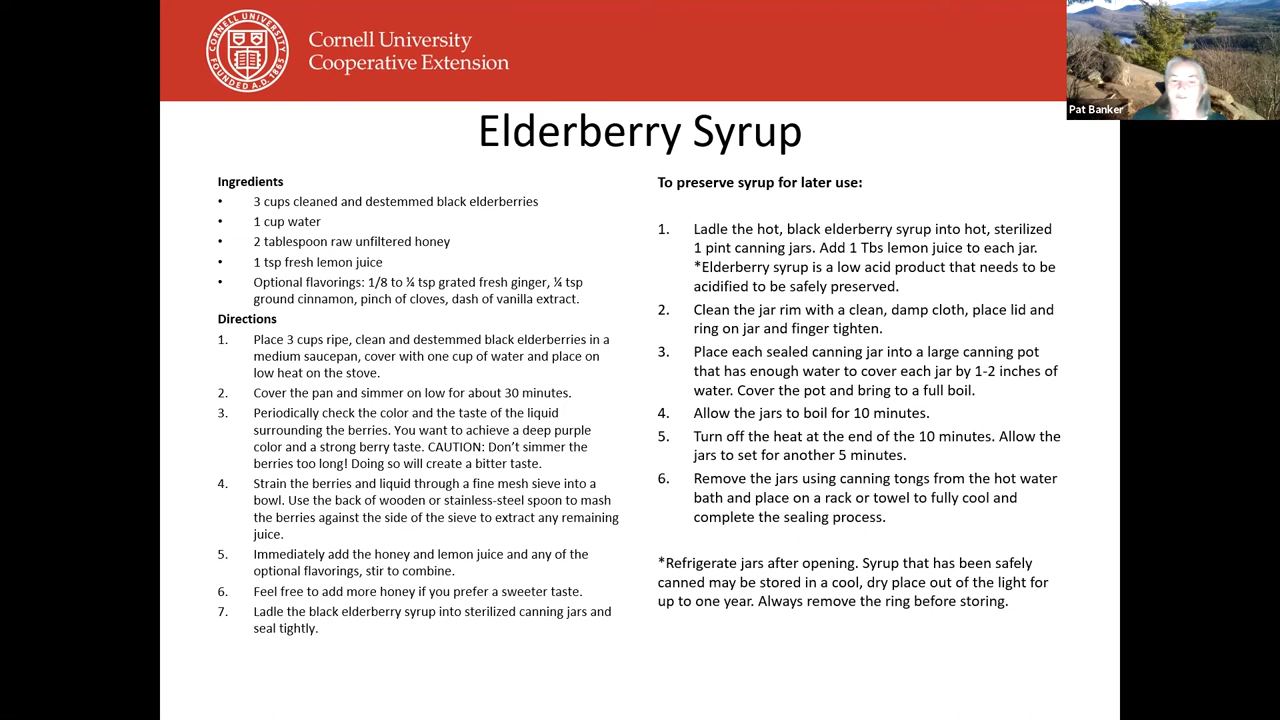 CORNELL UNIVERSITY
FOUNDED A.D. 1865
Cornell University
Cooperative Extension
Pat Banker
Elderberry Syrup
Ingredients
• 3 cups cleaned and destemmed black elderberries
• 1 cup water
• 2 tablespoon raw unfiltered honey
• 1 tsp fresh lemon juice
• Optional flavorings: 1/8 to ¼ tsp grated fresh ginger, ¼ tsp
ground cinnamon, pinch of cloves, dash of vanilla extract.
Directions
1. Place 3 cups ripe, clean and destemmed black elderberries in a
medium saucepan, cover with one cup of water and place on
low heat on the stove.
2. Cover the pan and simmer on low for about 30 minutes.
3. Periodically check the color and the taste of the liquid
surrounding the berries. You want to achieve a deep purple
color and a strong berry taste. CAUTION: Don't simmer the
berries too long! Doing so will create a bitter taste.
4. Strain the berries and liquid through a fine mesh sieve into a
bowl. Use the back of wooden or stainless-steel spoon to mash
the berries against the side of the sieve to extract any remaining
juice.
5. Immediately add the honey and lemon juice and any of the
optional flavorings, stir to combine.
6. Feel free to add more honey if you prefer a sweeter taste.
7. Ladle the black elderberry syrup into sterilized canning jars and
seal tightly.
To preserve syrup for later use:
1. Ladle the hot, black elderberry syrup into hot, sterilized
1 pint canning jars. Add 1 Tbs lemon juice to each jar.
*Elderberry syrup is a low acid product that needs to be
acidified to be safely preserved.
2. Clean the jar rim with a clean, damp cloth, place lid and
ring on jar and finger tighten.
3. Place each sealed canning jar into a large canning pot
that has enough water to cover each jar by 1-2 inches of
water. Cover the pot and bring to a full boil.
4. Allow the jars to boil for 10 minutes.
5. Turn off the heat at the end of the 10 minutes. Allow the
jars to set for another 5 minutes.
6. Remove the jars using canning tongs from the hot water
bath and place on a rack or towel to fully cool and
complete the sealing process.
*Refrigerate jars after opening. Syrup that has been safely
canned may be stored in a cool, dry place out of the light for
up to one year. Always remove the ring before storing.